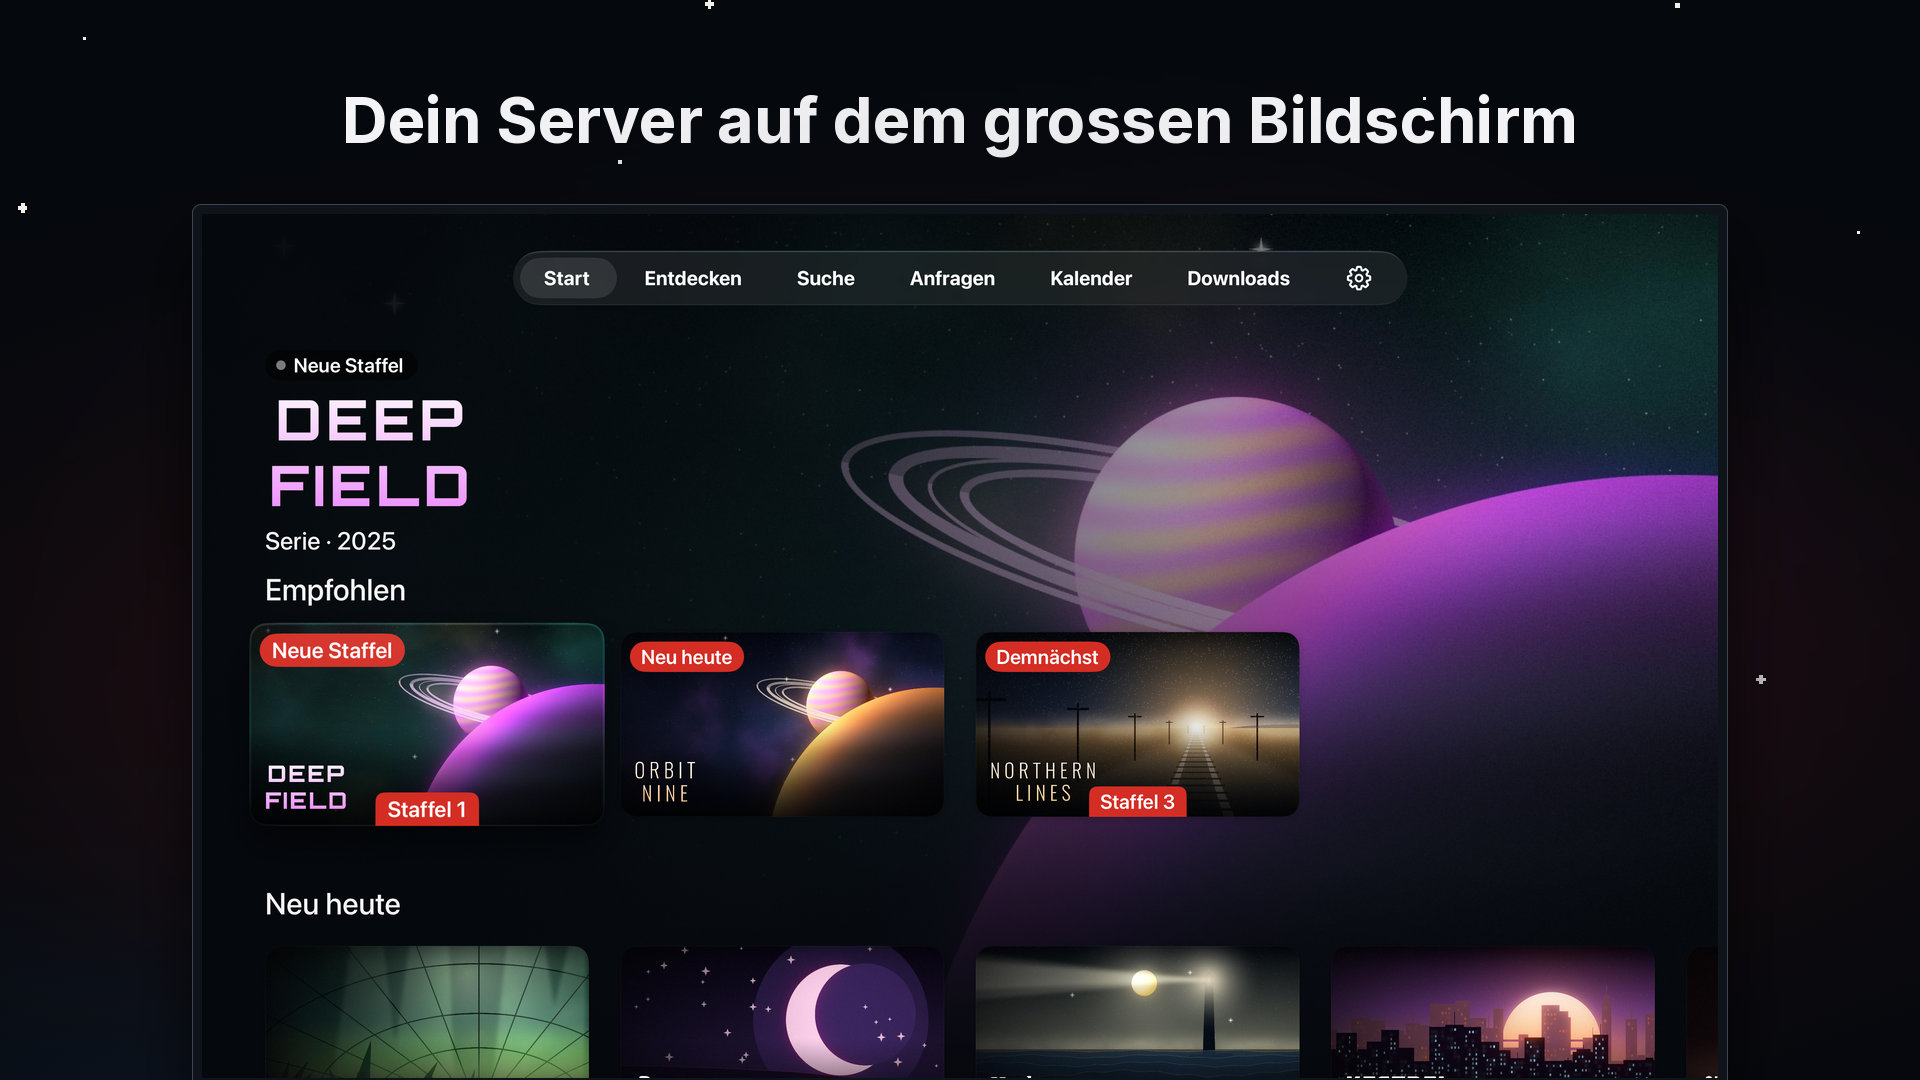 Dein Server auf dem grossen Bildschirm
Start Entdecken Suche Anfragen Kalender Downloads
Neue Staffel
DEEP
FIELD
Serie · 2025
Empfohlen
Neue Staffel
DEEP
FIELD
Staffel 1
Neu heute
ORBIT
NINE
Demnächst
NORTHERN
LINES
Staffel 3
Neu heute